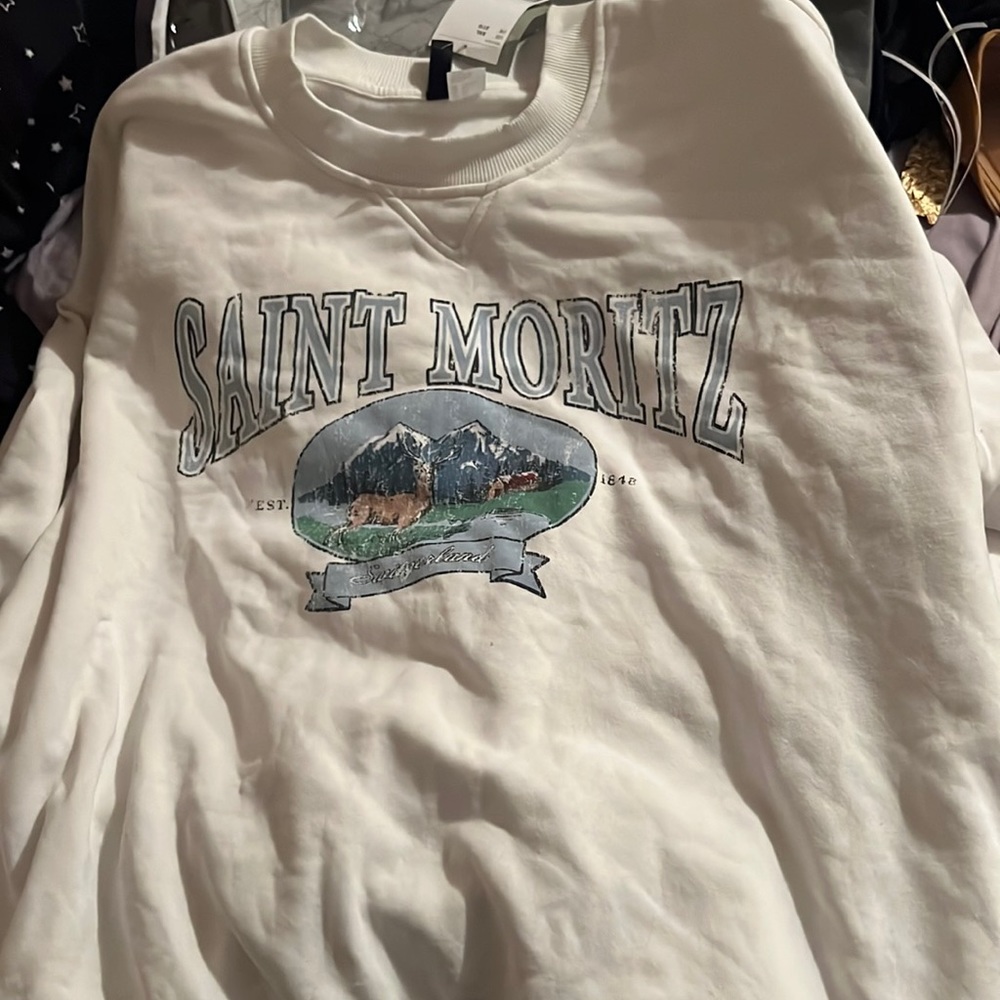 SAINT MORITZ
EST. 1848
Switzerland